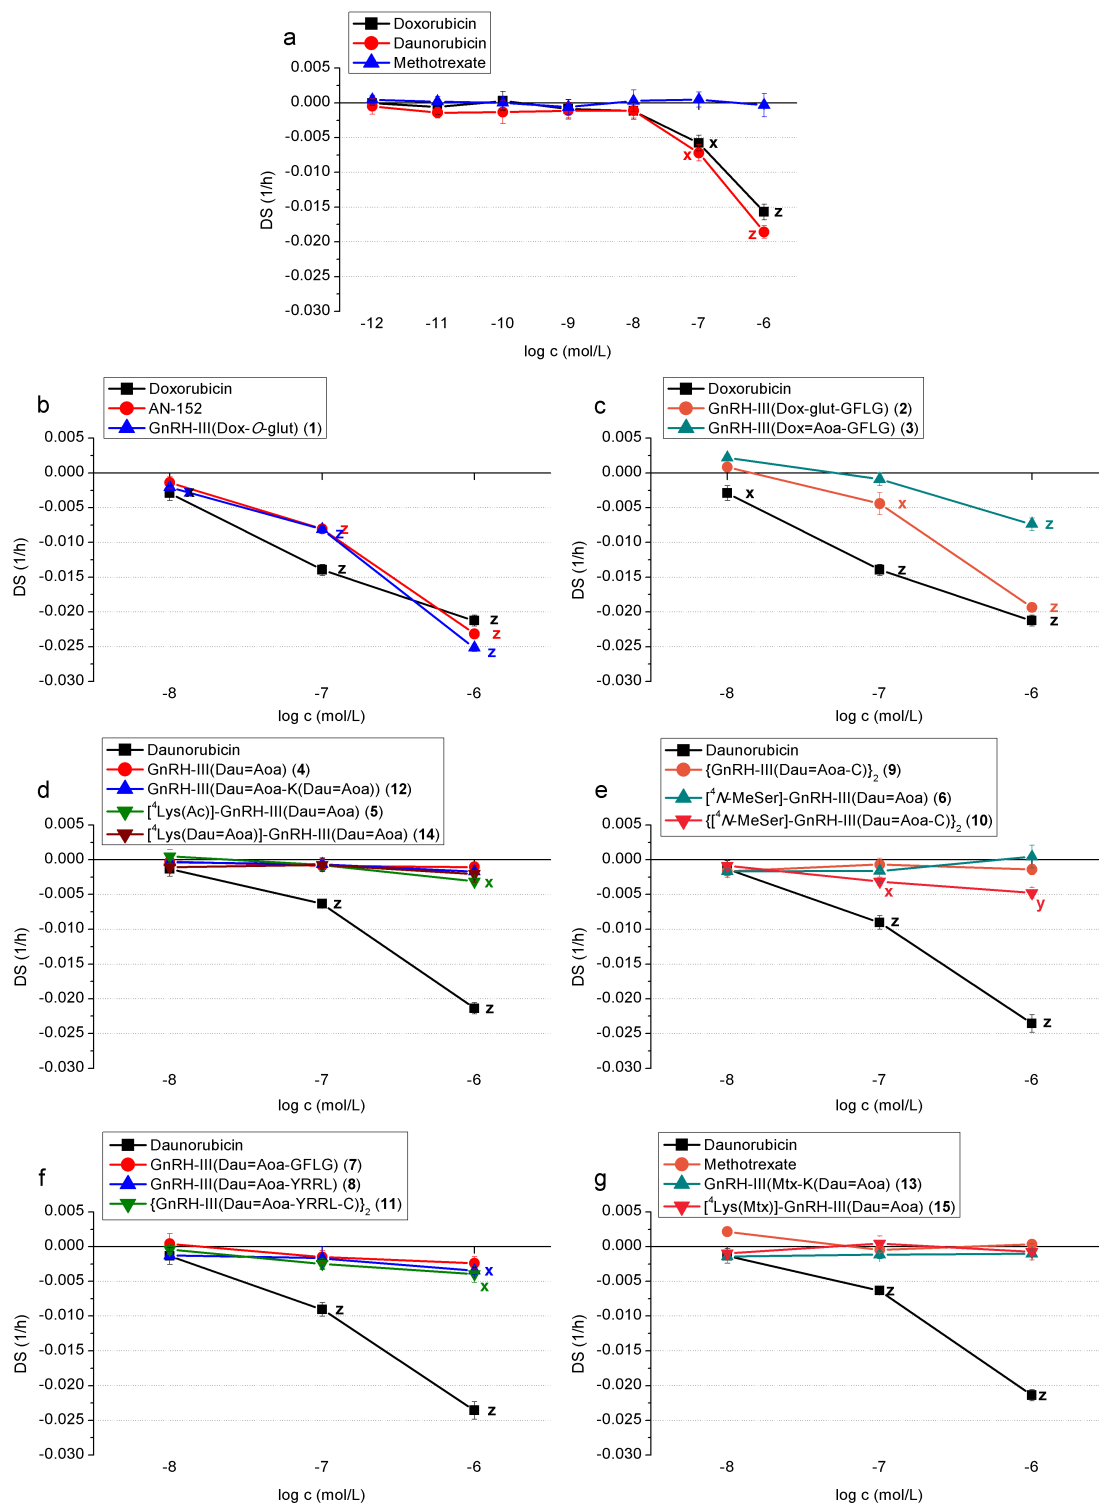 a
Doxorubicin
Daunorubicin
Methotrexate
0.005
0.000
-0.005
-0.010
-0.015
-0.020
-0.025
-0.030
DS (1/h)
x
x
z
z
-12 -11 -10 -9 -8 -7 -6
log c (mol/L)
b
Doxorubicin
AN-152
GnRH-III(Dox-O-glut) (1)
0.005
0.000
-0.005
-0.010
-0.015
-0.020
-0.025
-0.030
DS (1/h)
x
z
z
z
z
z
z
-8 -7 -6
log c (mol/L)
c
Doxorubicin
GnRH-III(Dox-glut-GFLG) (2)
GnRH-III(Dox=Aoa-GFLG) (3)
0.005
0.000
-0.005
-0.010
-0.015
-0.020
-0.025
-0.030
DS (1/h)
x
x
z
z
z
z
-8 -7 -6
log c (mol/L)
d
Daunorubicin
GnRH-III(Dau=Aoa) (4)
GnRH-III(Dau=Aoa-K(Dau=Aoa)) (12)
[⁴Lys(Ac)]-GnRH-III(Dau=Aoa) (5)
[⁴Lys(Dau=Aoa)]-GnRH-III(Dau=Aoa) (14)
0.005
0.000
-0.005
-0.010
-0.015
-0.020
-0.025
-0.030
DS (1/h)
z
x
z
-8 -7 -6
log c (mol/L)
e
Daunorubicin
{GnRH-III(Dau=Aoa-C)}₂ (9)
[⁴N-MeSer]-GnRH-III(Dau=Aoa) (6)
{[⁴N-MeSer]-GnRH-III(Dau=Aoa-C)}₂ (10)
0.005
0.000
-0.005
-0.010
-0.015
-0.020
-0.025
-0.030
DS (1/h)
x
z
y
z
-8 -7 -6
log c (mol/L)
f
Daunorubicin
GnRH-III(Dau=Aoa-GFLG) (7)
GnRH-III(Dau=Aoa-YRRL) (8)
{GnRH-III(Dau=Aoa-YRRL-C)}₂ (11)
0.005
0.000
-0.005
-0.010
-0.015
-0.020
-0.025
-0.030
DS (1/h)
z
x
x
z
-8 -7 -6
log c (mol/L)
g
Daunorubicin
Methotrexate
GnRH-III(Mtx-K(Dau=Aoa) (13)
[⁴Lys(Mtx)]-GnRH-III(Dau=Aoa) (15)
0.005
0.000
-0.005
-0.010
-0.015
-0.020
-0.025
-0.030
DS (1/h)
z
z
-8 -7 -6
log c (mol/L)